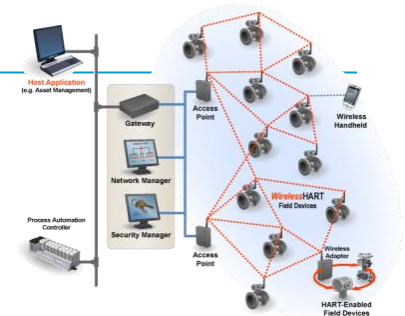 Host Application
(e.g. Asset Management)
Gateway
Access
Point
Wireless
Handheld
Network Manager
WirelessHART
Field Devices
Process Automation
Controller
Security Manager
Access
Point
Wireless
Adapter
HART-Enabled
Field Devices